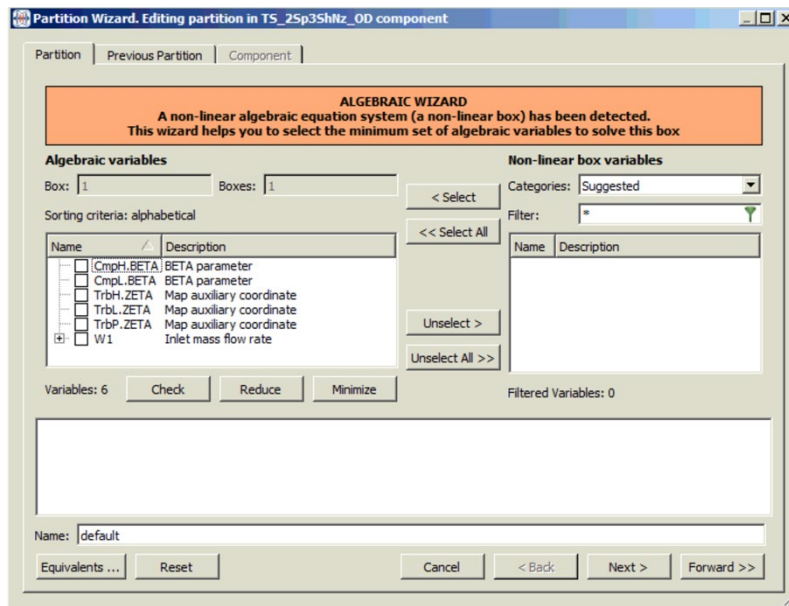 Partition Wizard. Editing partition in TS_2Sp3ShNz_OD component
Partition Previous Partition Component
ALGEBRAIC WIZARD
A non-linear algebraic equation system (a non-linear box) has been detected.
This wizard helps you to select the minimum set of algebraic variables to solve this box
Algebraic variables
Box: 1 Boxes: 1
Sorting criteria: alphabetical
Name Description
CmpH.BETA BETA parameter
CmpL.BETA BETA parameter
TrbH.ZETA Map auxiliary coordinate
TrbL.ZETA Map auxiliary coordinate
TrbP.ZETA Map auxiliary coordinate
W1 Inlet mass flow rate
Variables: 6 Check Reduce Minimize
< Select
<< Select All
Unselect >
Unselect All >>
Non-linear box variables
Categories: Suggested
Filter: *
Name Description
Filtered Variables: 0
Name: default
Equivalents ... Reset Cancel < Back Next > Forward >>